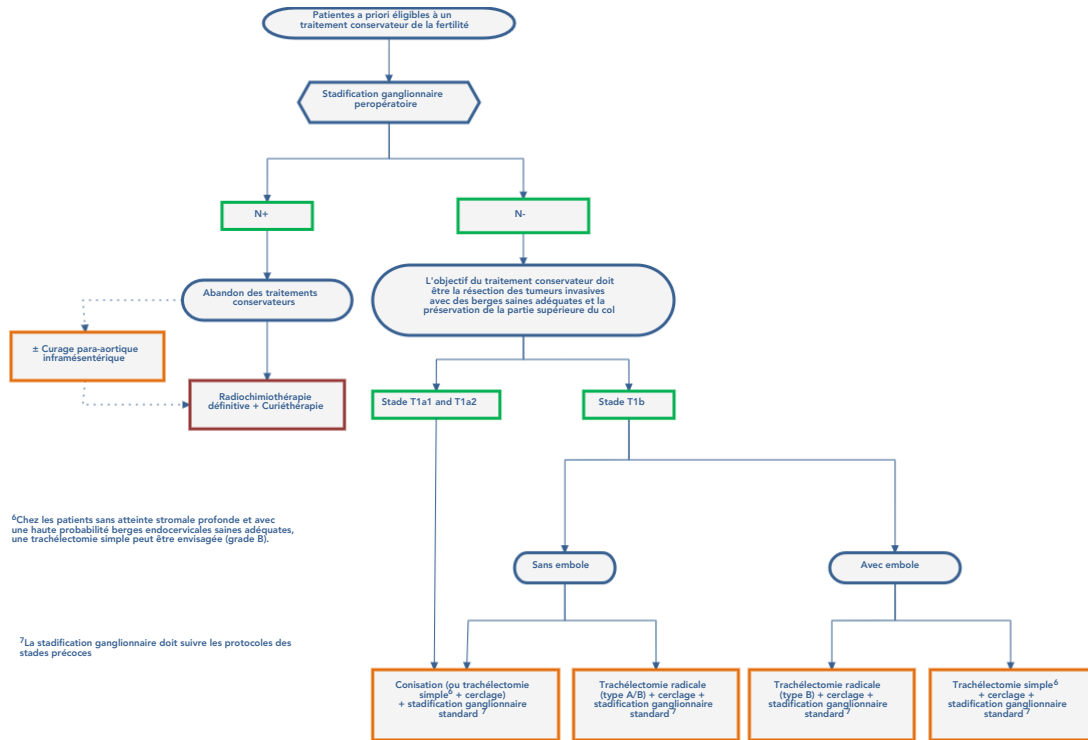 Patientes a priori éligibles à un
traitement conservateur de la fertilité
Stadification ganglionnaire
peropératoire
N+
N-
Abandon des traitements
conservateurs
L'objectif du traitement conservateur doit
être la résection des tumeurs invasives
avec des berges saines adéquates et la
préservation de la partie supérieure du col
± Curage para-aortique
inframésentérique
Radiochimiothérapie
définitive + Curiéthérapie
Stade T1a1 and T1a2
Stade T1b
6Chez les patients sans atteinte stromale profonde et avec
une haute probabilité berges endocervicales saines adéquates,
une trachélectomie simple peut être envisagée (grade B).
Sans embole
Avec embole
7La stadification ganglionnaire doit suivre les protocoles des
stades précoces
Conisation (ou trachélectomie
simple6 + cerclage)
+ stadification ganglionnaire
standard 7
Trachélectomie radicale
(type A/B) + cerclage +
stadification ganglionnaire
standard 7
Trachélectomie radicale
(type B) + cerclage +
stadification ganglionnaire
standard 7
Trachélectomie simple6
+ cerclage +
stadification ganglionnaire
standard 7